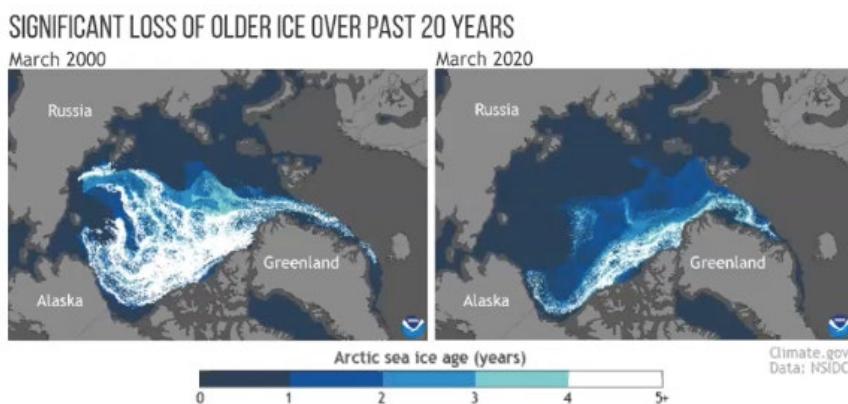 SIGNIFICANT LOSS OF OLDER ICE OVER PAST 20 YEARS
March 2000
March 2020
Russia
Alaska
Greenland
Russia
Alaska
Greenland
Arctic sea ice age (years)
0 1 2 3 4 5+
Climate.gov
Data: NSIDC